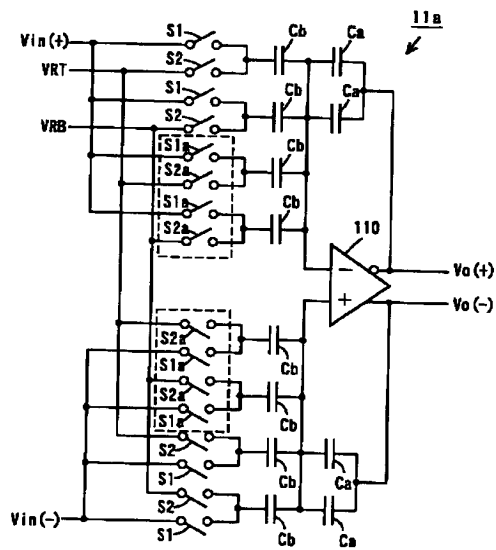 11a
S1
Vin(+)
Cb
Ca
S2
VRT
S1
Cb
Ca
S2
VRB
S1a
Cb
S2a
S1a
Cb
S2a
110
−
Vo(+)
+
Vo(-)
S2a
S1a
Cb
S2a
S1a
Cb
S2
S1
Cb
Ca
S2
Vin(-)
S1
Cb
Ca